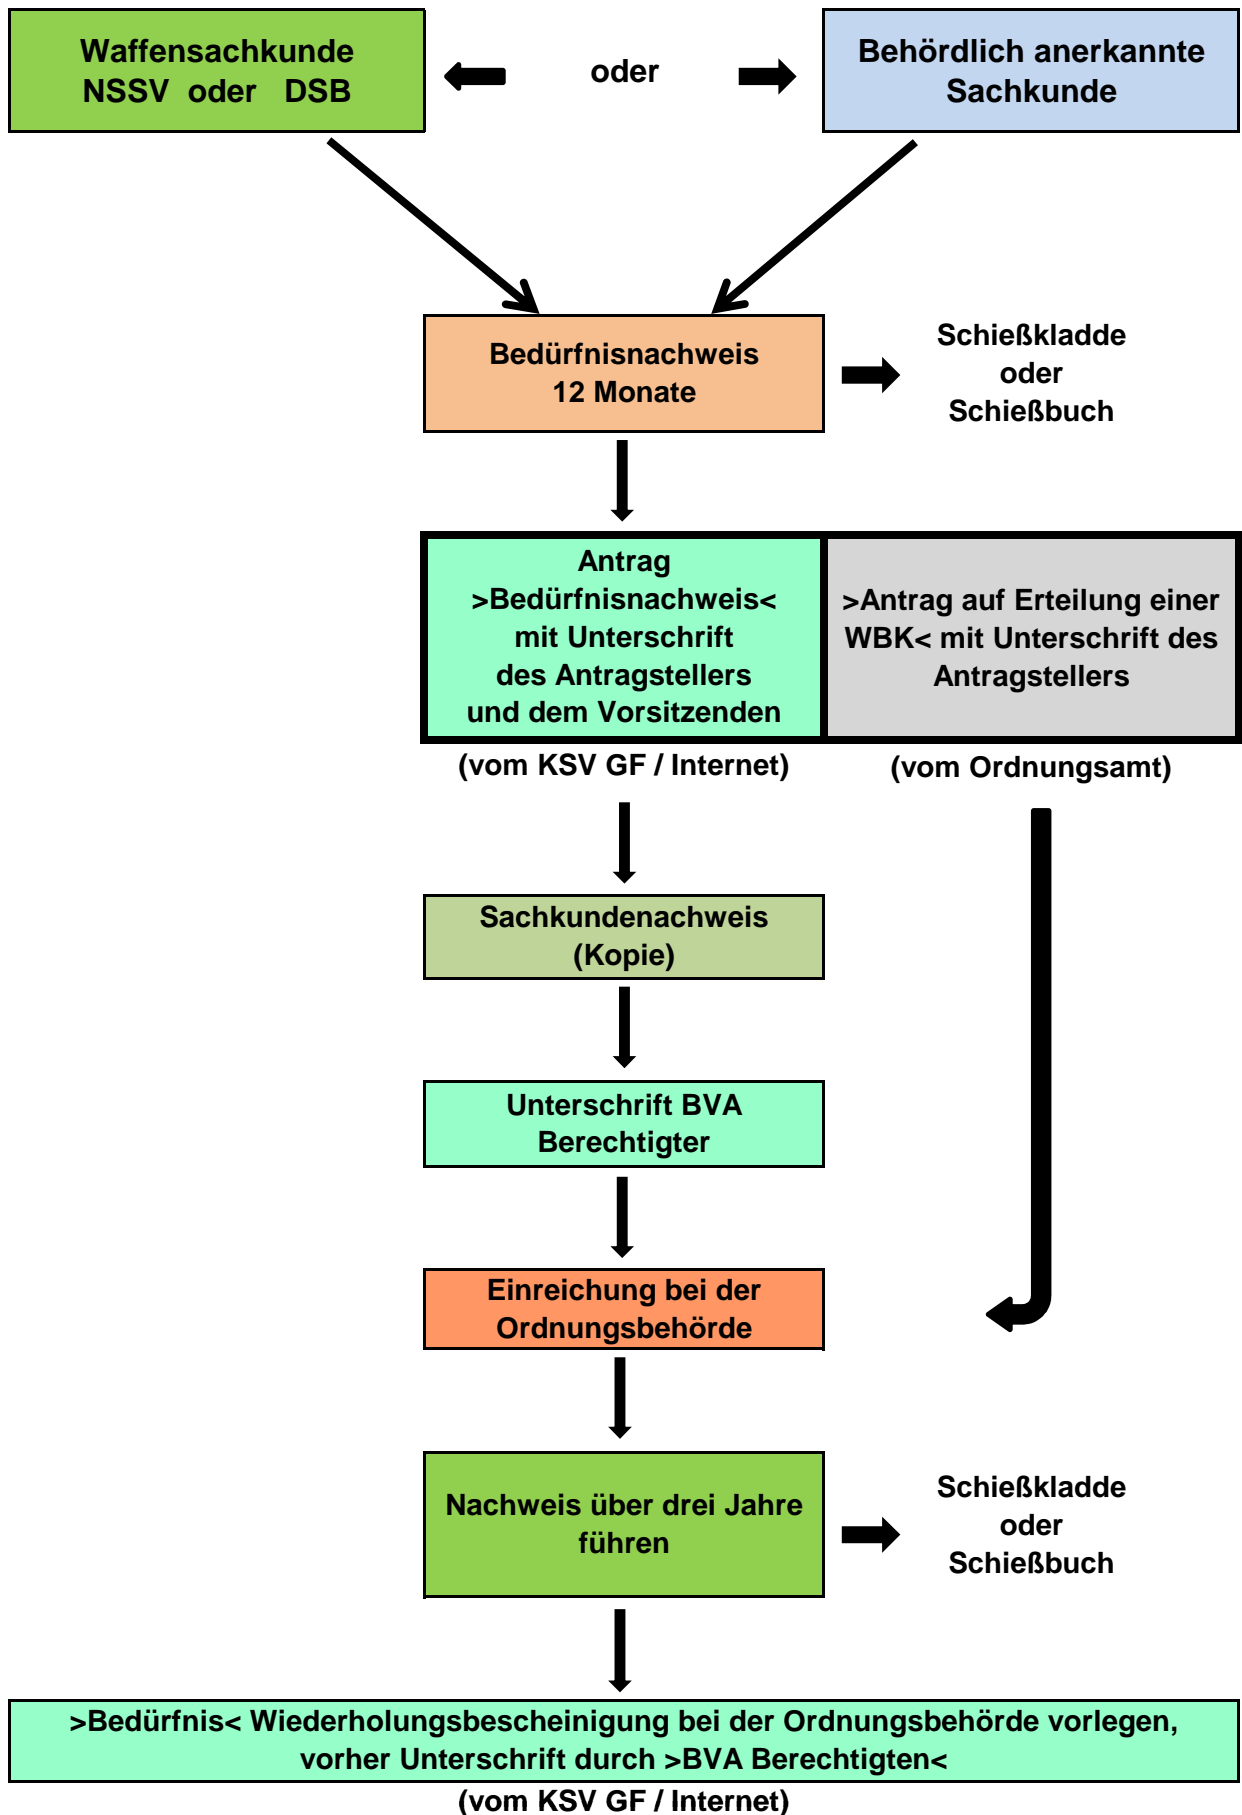 Waffensachkunde
NSSV oder DSB
oder
Behördlich anerkannte
Sachkunde
Bedürfnisnachweis
12 Monate
Schießkladde
oder
Schießbuch
Antrag
>Bedürfnisnachweis<
mit Unterschrift
des Antragstellers
und dem Vorsitzenden
>Antrag auf Erteilung einer
WBK< mit Unterschrift des
Antragstellers
(vom KSV GF / Internet)
(vom Ordnungsamt)
Sachkundenachweis
(Kopie)
Unterschrift BVA
Berechtigter
Einreichung bei der
Ordnungsbehörde
Nachweis über drei Jahre
führen
Schießkladde
oder
Schießbuch
>Bedürfnis< Wiederholungsbescheinigung bei der Ordnungsbehörde vorlegen,
vorher Unterschrift durch >BVA Berechtigten<
(vom KSV GF / Internet)